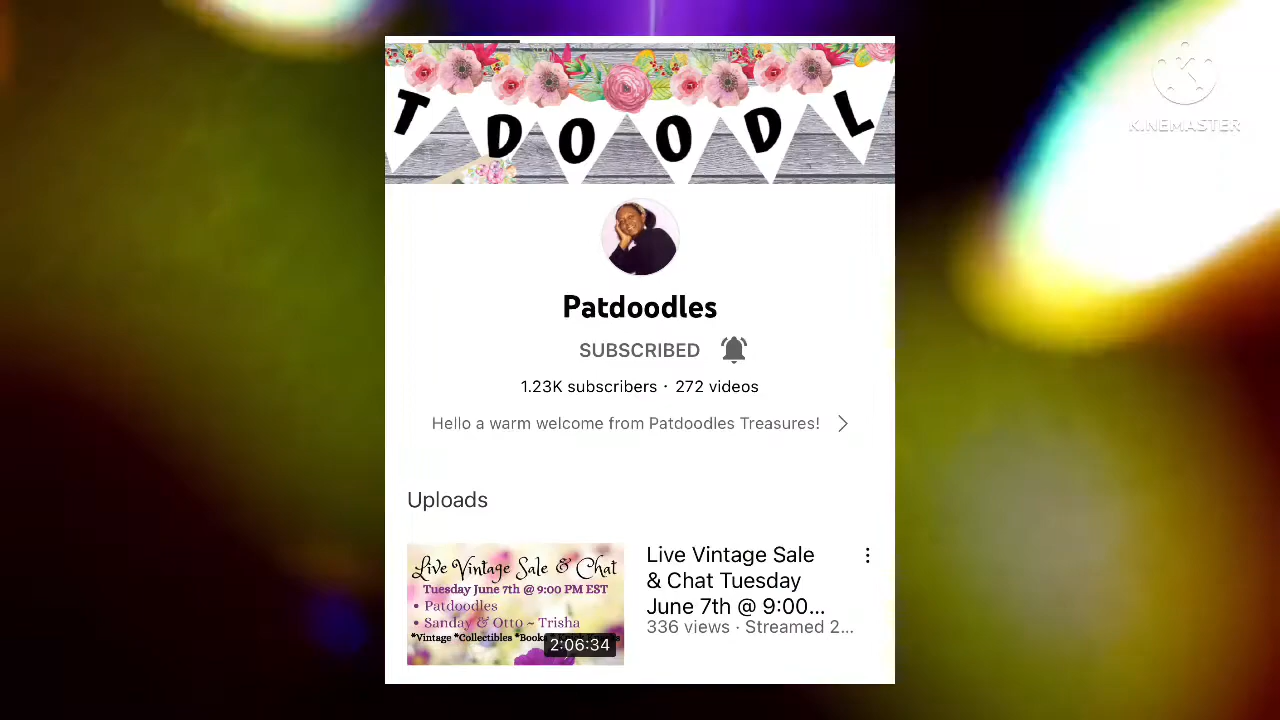 T DOODL
KINEMASTER
Patdoodles
SUBSCRIBED
1.23K subscribers · 272 videos
Hello a warm welcome from Patdoodles Treasures!
Uploads
Live Vintage Sale & Chat
Tuesday June 7th @ 9:00 PM EST
• Patdoodles
• Sanday & Otto ~ Trisha
*Vintage *Collectibles *Book
2:06:34
Live Vintage Sale
& Chat Tuesday
June 7th @ 9:00...
336 views · Streamed 2...